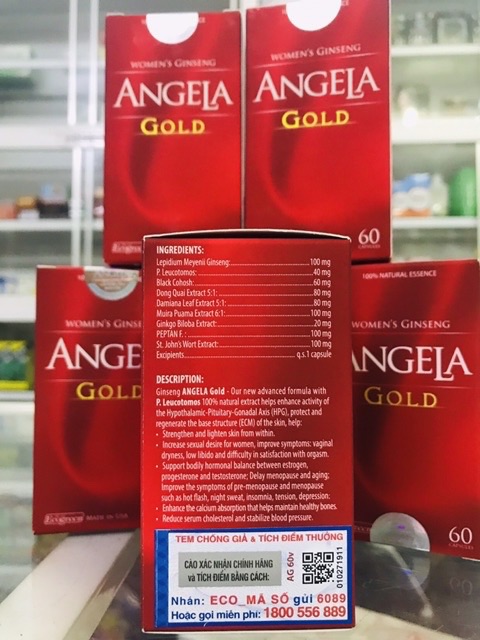 WOMEN'S GINSENG
ANGELA
GOLD
WOMEN'S GINSENG
ANGELA
GOLD
60
CAPSULES
WOMEN'S GINSE
ANGE
GOLD
Ecogreen
MADE IN USA
100% NATURAL ESSENCE
WOMEN'S GINSENG
ANGELA
GOLD
60
CAPSULES
INGREDIENTS:
Lepidium Meyenii Ginseng: 100 mg
P. Leucotomos: 40 mg
Black Cohosh: 60 mg
Dong Quai Extract 5:1: 80 mg
Damiana Leaf Extract 5:1: 80 mg
Muira Puama Extract 6:1: 100 mg
Ginkgo Biloba Extract: 20 mg
PEPTAN F. : 100 mg
St. John's Wort Extract: 100 mg
Excipients q.s.1 capsule
DESCRIPTION:
Ginseng ANGELA Gold - Our new advanced formula with
P. Leucotomos 100% natural extract helps enhance activity of
the Hypothalamic-Pituitary-Gonadal Axis (HPG), protect and
regenerate the base structure (ECM) of the skin, help:
• Strengthen and lighten skin from within.
• Increase sexual desire for women, improve symptoms: vaginal
dryness, low libido and difficulty in satisfaction with orgasm.
• Support bodily hormonal balance between estrogen,
progesterone and testosterone; Delay menopause and aging;
Improve the symptoms of pre-menopause and menopause
such as hot flash, night sweat, insomnia, tension, depression.
• Enhance the calcium absorption that helps maintain healthy bones.
• Reduce serum cholesterol and stabilize blood pressure.
TEM CHỐNG GIẢ & TÍCH ĐIỂM THƯỞNG
CÀO XÁC NHẬN CHÍNH HÃNG
và TÍCH ĐIỂM BẰNG CÁCH:
AG 60v
010271911
Nhắn: ECO_MÃ SỐ gửi 6089
Hoặc gọi miễn phí: 1800 556 889